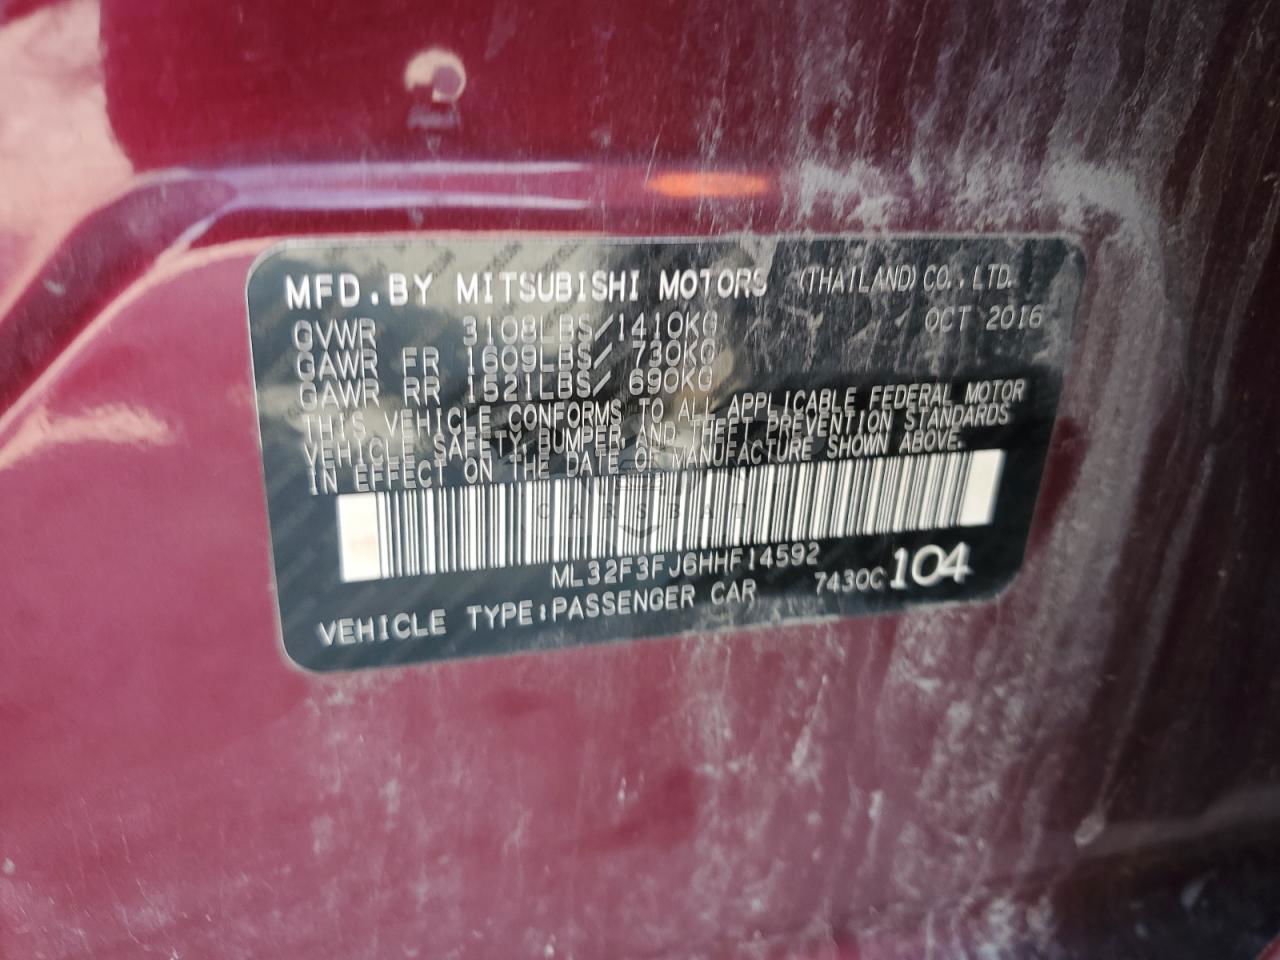 MFD.BY MITSUBISHI MOTORS (THAILAND)CO.,LTD.
GVWR 3108LBS/1410KG OCT 2016
GAWR FR 1609LBS/ 730KG
GAWR RR 1521LBS/ 690KG
THIS VEHICLE CONFORMS TO ALL APPLICABLE FEDERAL MOTOR
VEHICLE SAFETY, BUMPER, AND THEFT PREVENTION STANDARDS
IN EFFECT ON THE DATE OF MANUFACTURE SHOWN ABOVE.
CARSBAT
ML32F3FJ6HHF14592
7430C 104
VEHICLE TYPE:PASSENGER CAR